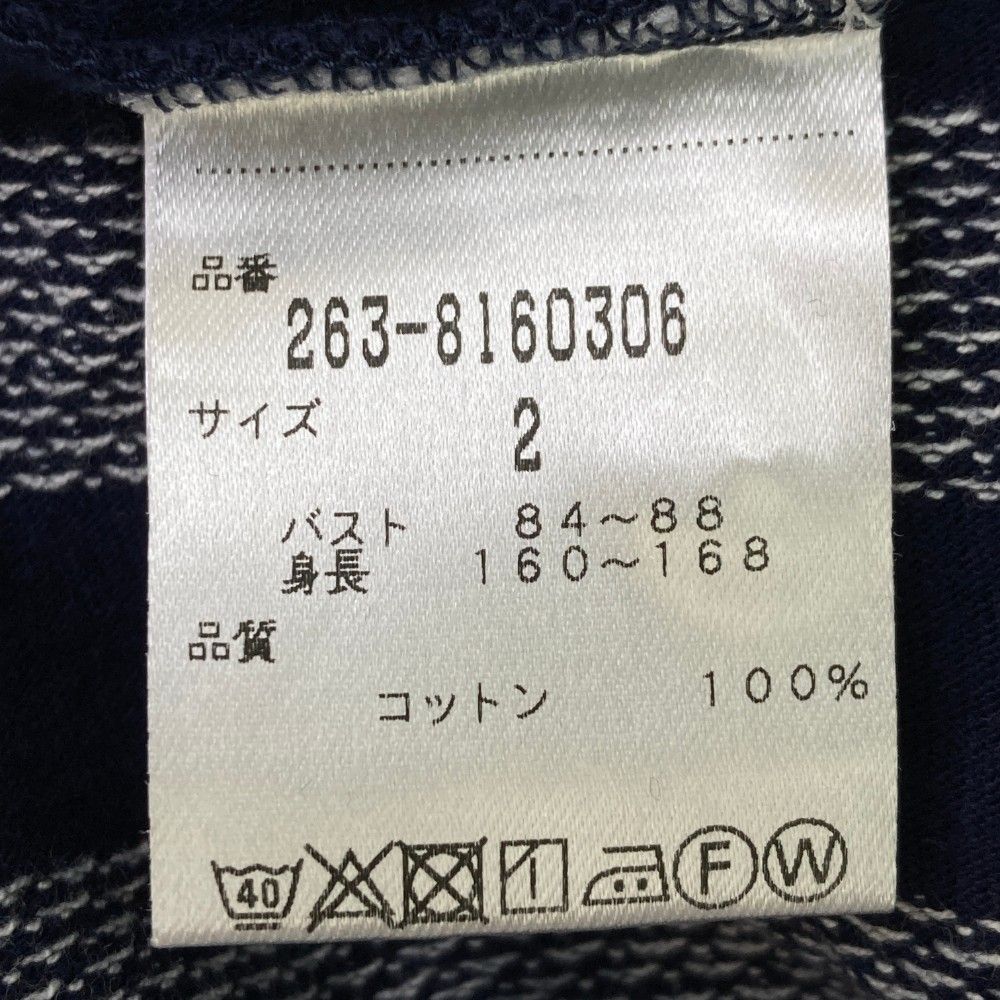 品番
263-8160306
サイズ 2
バスト 84～88
身長 160～168
品質
コットン 100%
40 F W